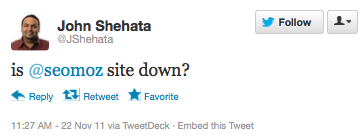 John Shehata
@JShehata
Follow
is @seomoz site down?
Reply Retweet Favorite
11:27 AM - 22 Nov 11 via TweetDeck · Embed this Tweet